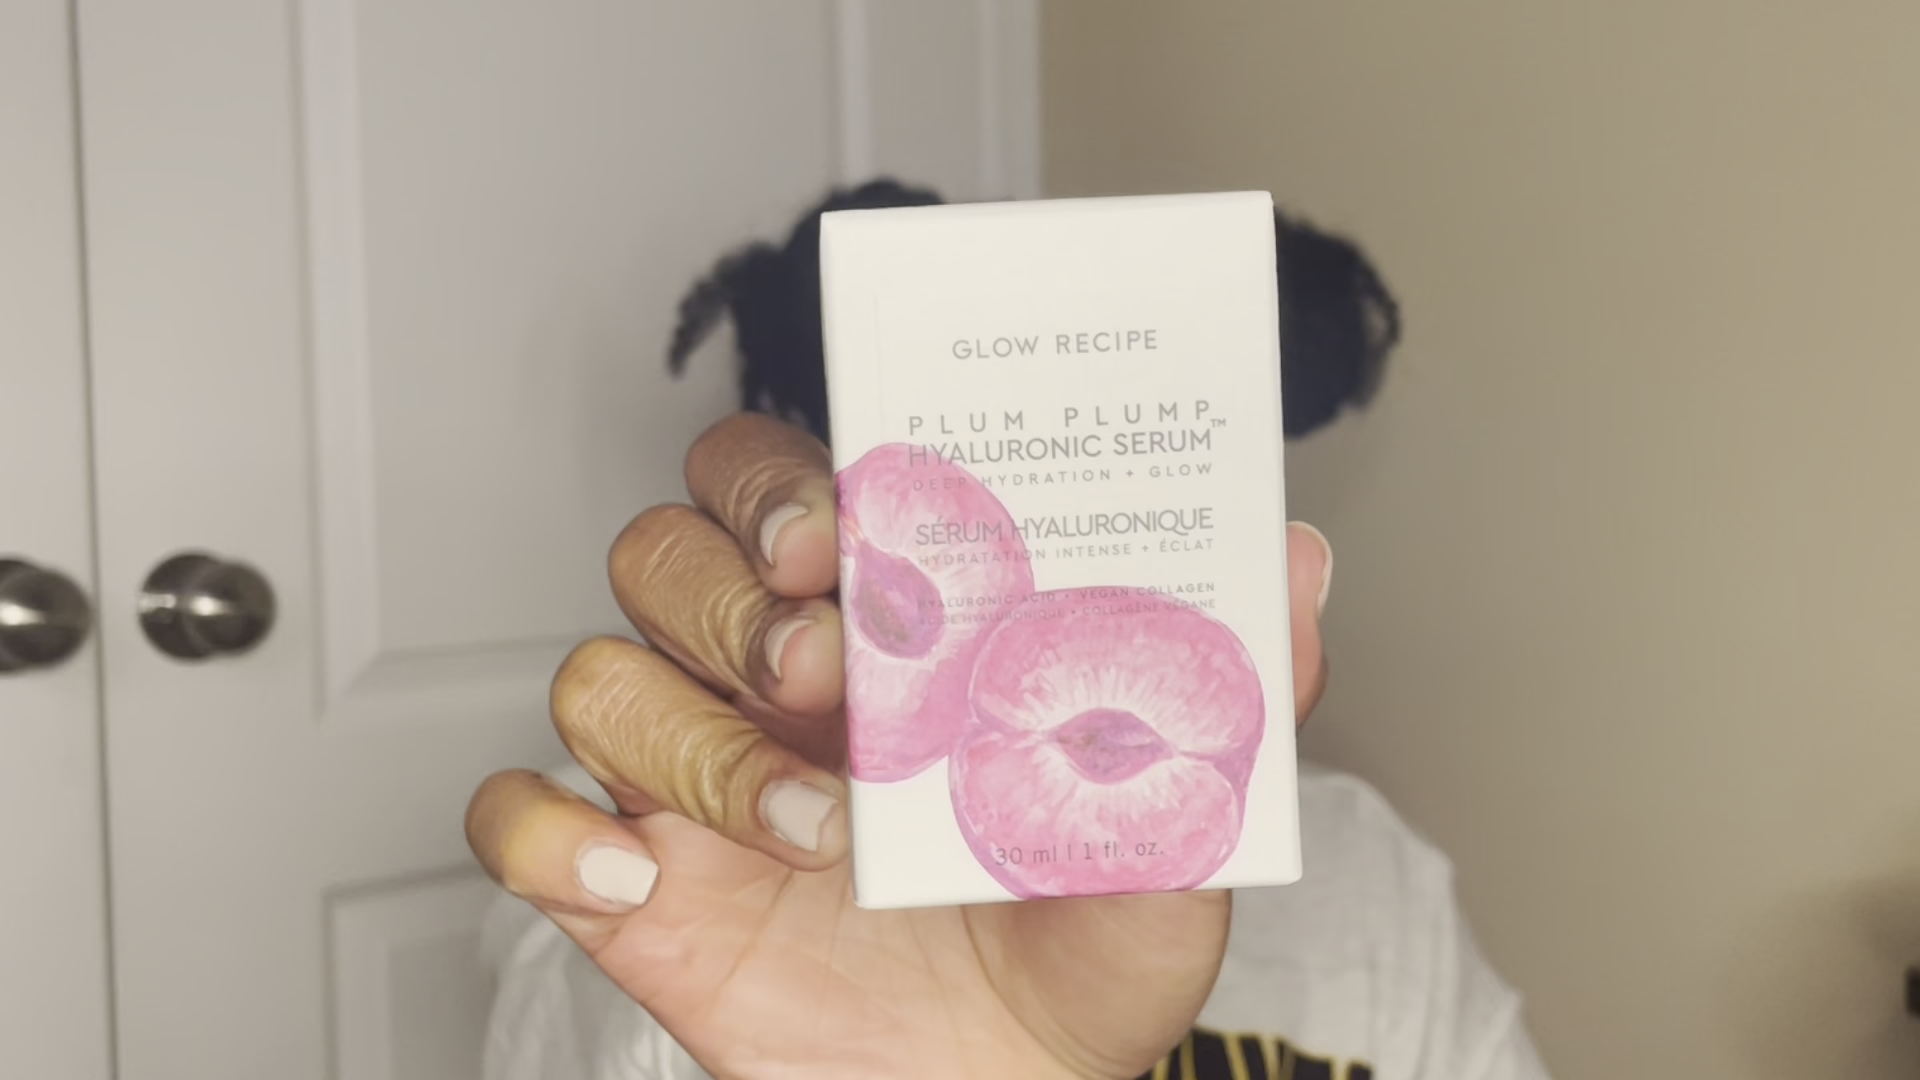 GLOW RECIPE
PLUM PLUMP™
HYALURONIC SERUM
DEEP HYDRATION + GLOW
SÉRUM HYALURONIQUE
HYDRATATION INTENSE + ÉCLAT
HYALURONIC ACID • VEGAN COLLAGEN
ACIDE HYALURONIQUE • COLLAGÈNE VÉGANE
30 ml | 1 fl. oz.